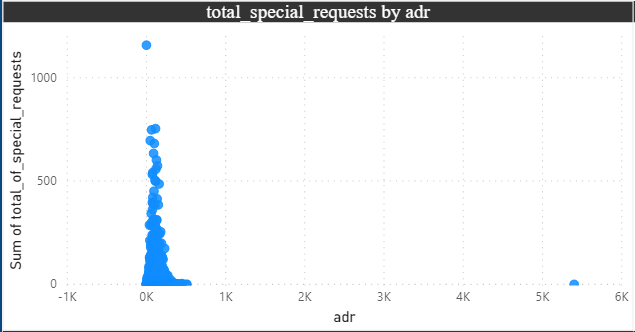 total_special_requests by adr
Sum of total_of_special_requests
1000
500
0
-1K 0K 1K 2K 3K 4K 5K 6K
adr